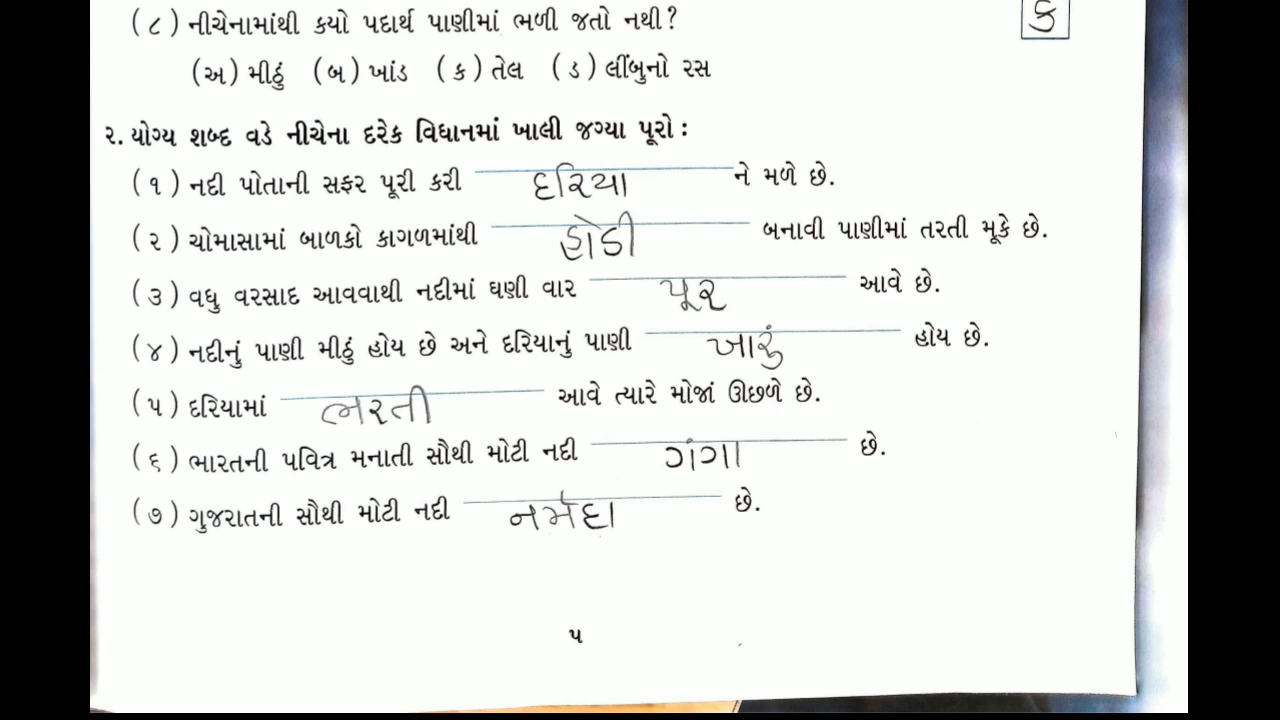 (૮) નીચેનામાંથી કયો પદાર્થ પાણીમાં ભળી જતો નથી? ક
(અ) મીઠું (બ) ખાંડ (ક) તેલ (ડ) લીંબુનો રસ
૨. યોગ્ય શબ્દ વડે નીચેના દરેક વિધાનમાં ખાલી જગ્યા પૂરો :
(૧) નદી પોતાની સફર પૂરી કરી દરિયા ને મળે છે.
(૨) ચોમાસામાં બાળકો કાગળમાંથી હોડી બનાવી પાણીમાં તરતી મૂકે છે.
(૩) વધુ વરસાદ આવવાથી નદીમાં ઘણી વાર પૂર આવે છે.
(૪) નદીનું પાણી મીઠું હોય છે અને દરિયાનું પાણી ખારું હોય છે.
(૫) દરિયામાં ભરતી આવે ત્યારે મોજાં ઊછળે છે.
(૬) ભારતની પવિત્ર મનાતી સૌથી મોટી નદી ગંગા છે.
(૭) ગુજરાતની સૌથી મોટી નદી નર્મદા છે.
૫